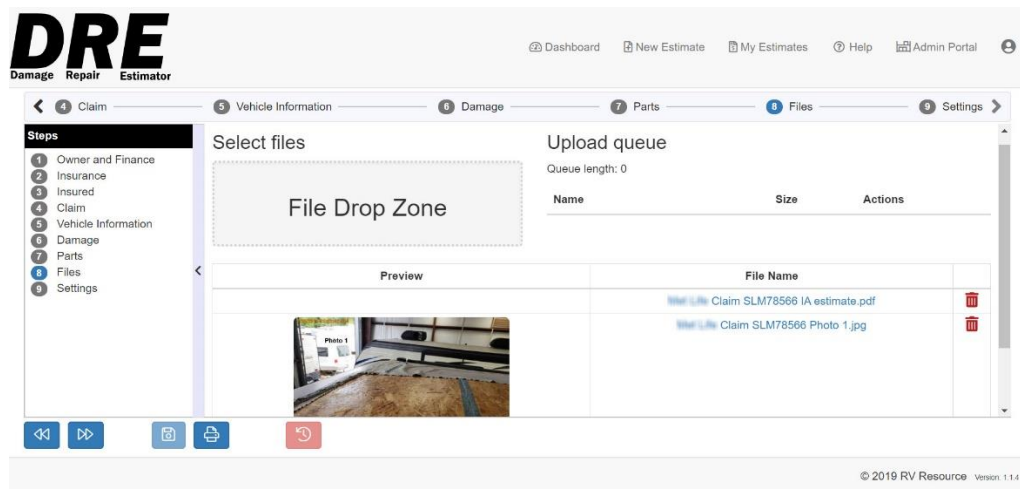 DRE
Damage Repair Estimator
Dashboard New Estimate My Estimates Help Admin Portal
4 Claim 5 Vehicle Information 6 Damage 7 Parts 8 Files 9 Settings
Steps
1 Owner and Finance
2 Insurance
3 Insured
4 Claim
5 Vehicle Information
6 Damage
7 Parts
8 Files
9 Settings
Select files
File Drop Zone
Upload queue
Queue length: 0
Name Size Actions
Preview File Name
Claim SLM78566 IA estimate.pdf
Claim SLM78566 Photo 1.jpg
Photo 1
© 2019 RV Resource Version: 1.1.4